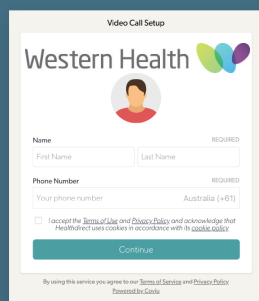 Video Call Setup
Western Health
Name REQUIRED
First Name Last Name
Phone Number REQUIRED
Your phone number Australia (+61)
I accept the Terms of Use and Privacy Policy and acknowledge that
Healthdirect uses cookies in accordance with its cookie policy
Continue
By using this service you agree to our Terms of Service and Privacy Policy
Powered by Coviu